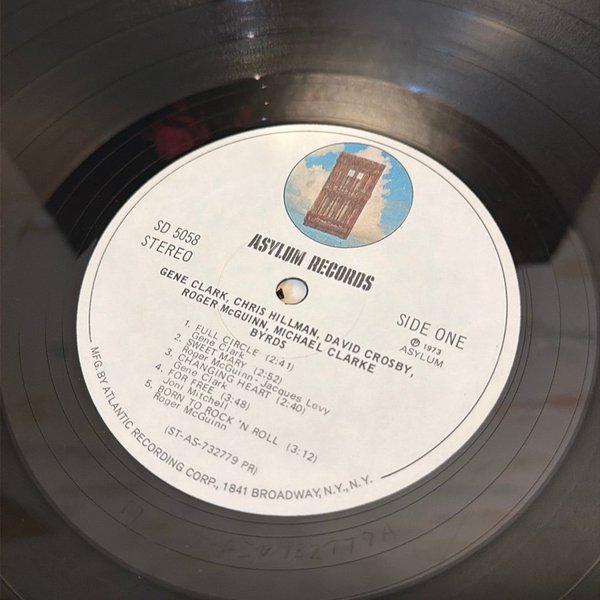 ASYLUM RECORDS
SD 5058
STEREO
SIDE ONE
℗ 1973
ASYLUM
GENE CLARK, CHRIS HILLMAN, DAVID CROSBY,
ROGER McGUINN, MICHAEL CLARKE
BYRDS
1. FULL CIRCLE (2:41)
Gene Clark
2. SWEET MARY (2:52)
Roger McGuinn-Jacques Levy
3. CHANGING HEART (2:40)
Gene Clark
4. FOR FREE (3:48)
Joni Mitchell
5. BORN TO ROCK 'N ROLL (3:12)
Roger McGuinn
(ST-AS-732779 PR)
MFG. BY ATLANTIC RECORDING CORP., 1841 BROADWAY, N.Y., N.Y.